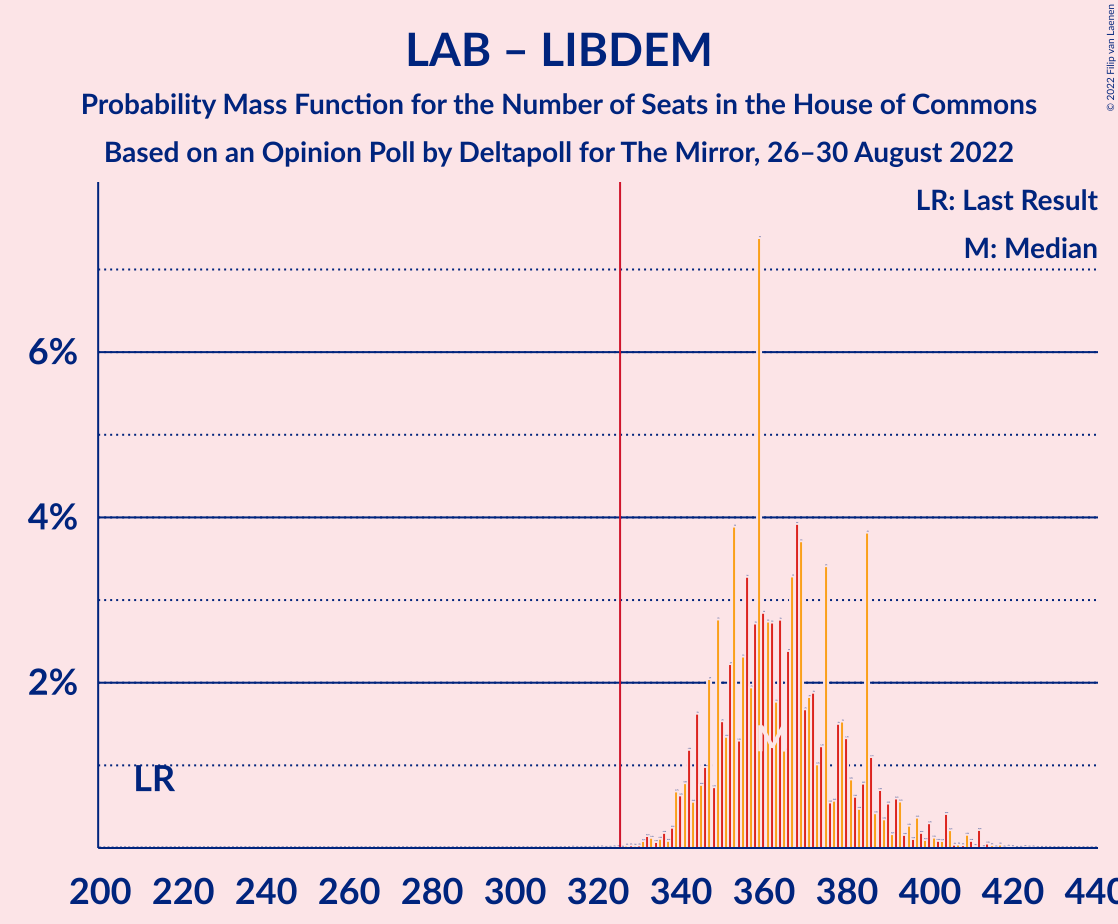 LAB – LIBDEM
Probability Mass Function for the Number of Seats in the House of Commons
Based on an Opinion Poll by Deltapoll for The Mirror, 26–30 August 2022
© 2022 Filip van Laenen
LR: Last Result
M: Median
6%
4%
2%
LR
M
200 220 240 260 280 300 320 340 360 380 400 420 440